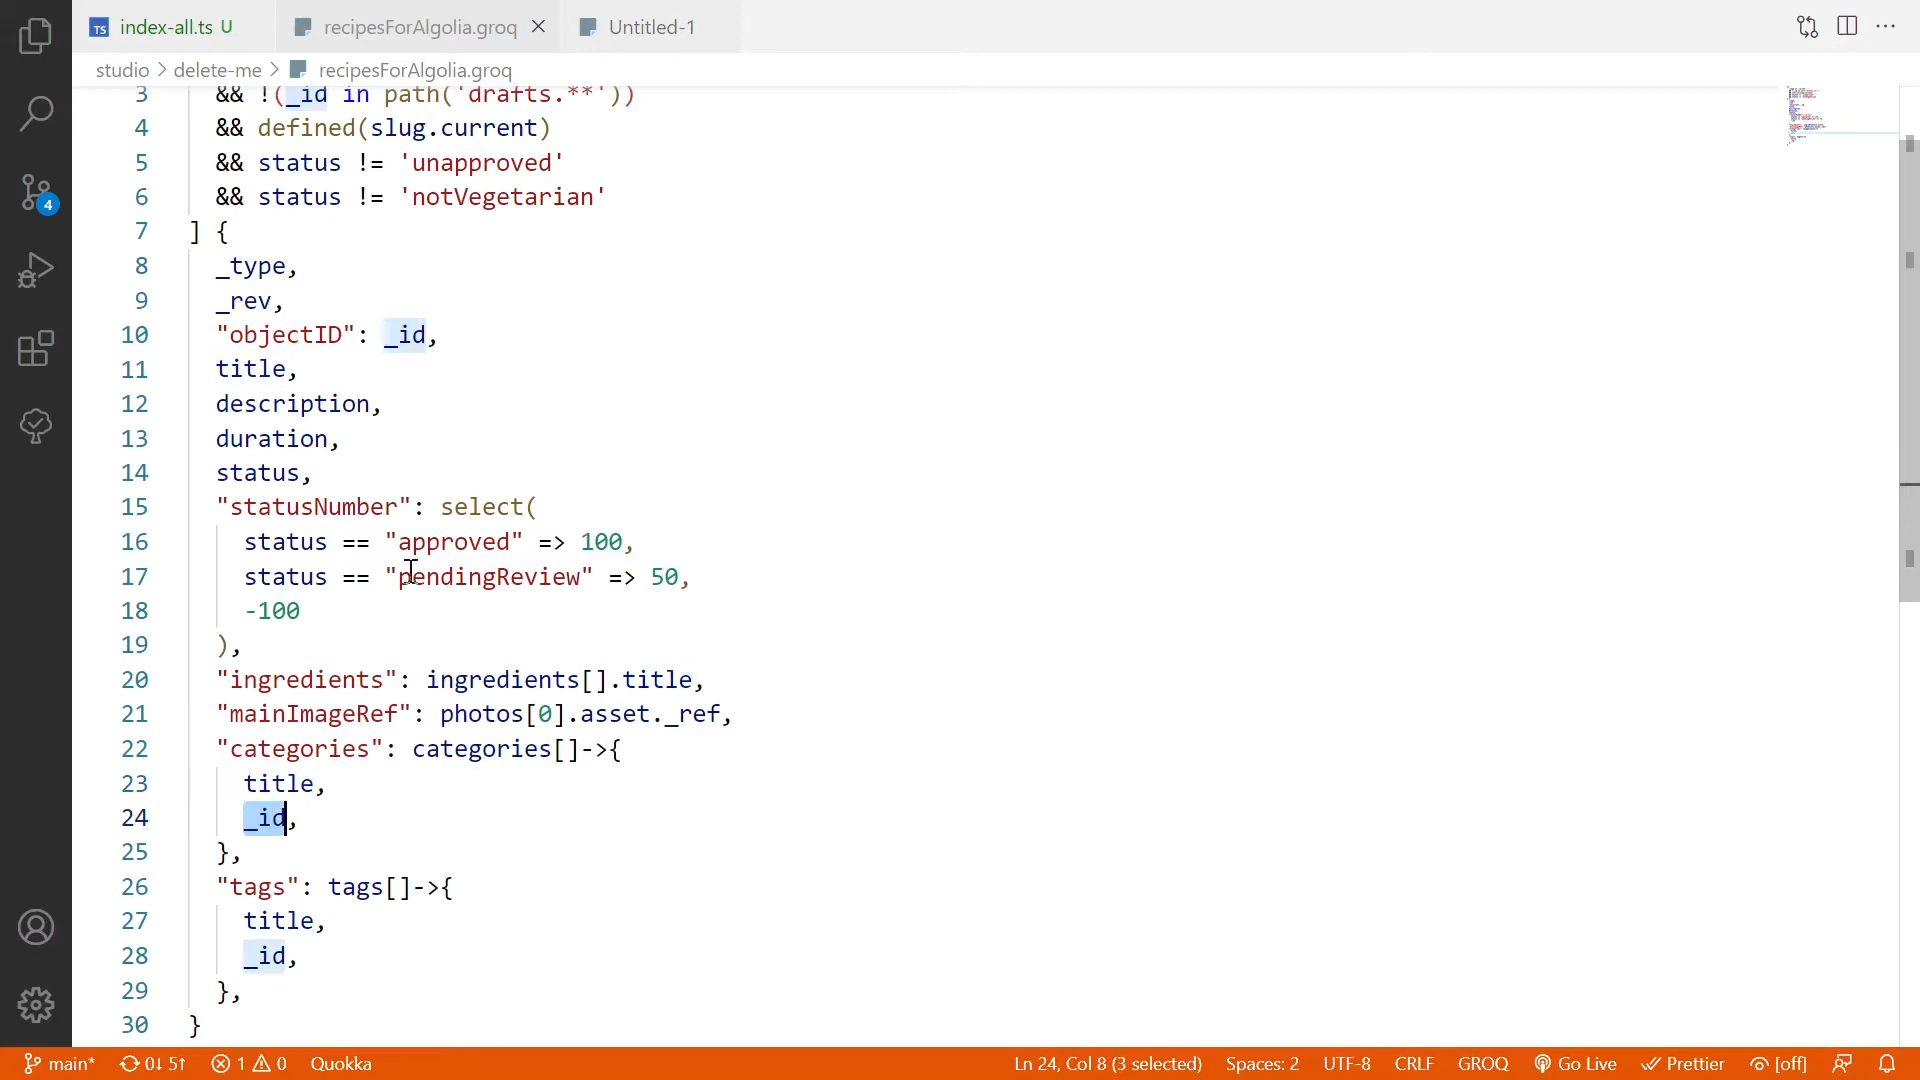 TS index-all.ts U recipesForAlgolia.groq Untitled-1
studio > delete-me > recipesForAlgolia.groq
3 && !(_id in path('drafts.**'))
4 && defined(slug.current)
5 && status != 'unapproved'
6 && status != 'notVegetarian'
7 ] {
8 _type,
9 _rev,
10 "objectID": _id,
11 title,
12 description,
13 duration,
14 status,
15 "statusNumber": select(
16 status == "approved" => 100,
17 status == "pendingReview" => 50,
18 -100
19 ),
20 "ingredients": ingredients[].title,
21 "mainImageRef": photos[0].asset._ref,
22 "categories": categories[]->{
23 title,
24 _id,
25 },
26 "tags": tags[]->{
27 title,
28 _id,
29 },
30 }
4
main* 0↓ 5↑ 1 0 Quokka Ln 24, Col 8 (3 selected) Spaces: 2 UTF-8 CRLF GROQ Go Live Prettier [off]